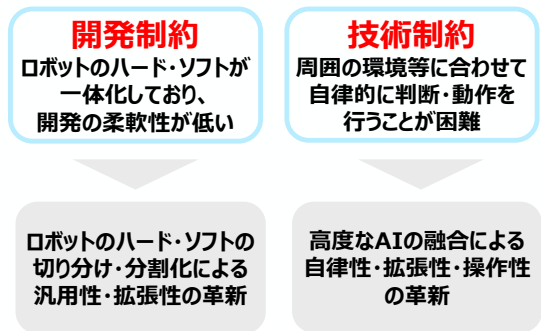 開発制約
ロボットのハード・ソフトが
一体化しており、
開発の柔軟性が低い
技術制約
周囲の環境等に合わせて
自律的に判断・動作を
行うことが困難
ロボットのハード・ソフトの
切り分け・分割化による
汎用性・拡張性の革新
高度なAIの融合による
自律性・拡張性・操作性
の革新